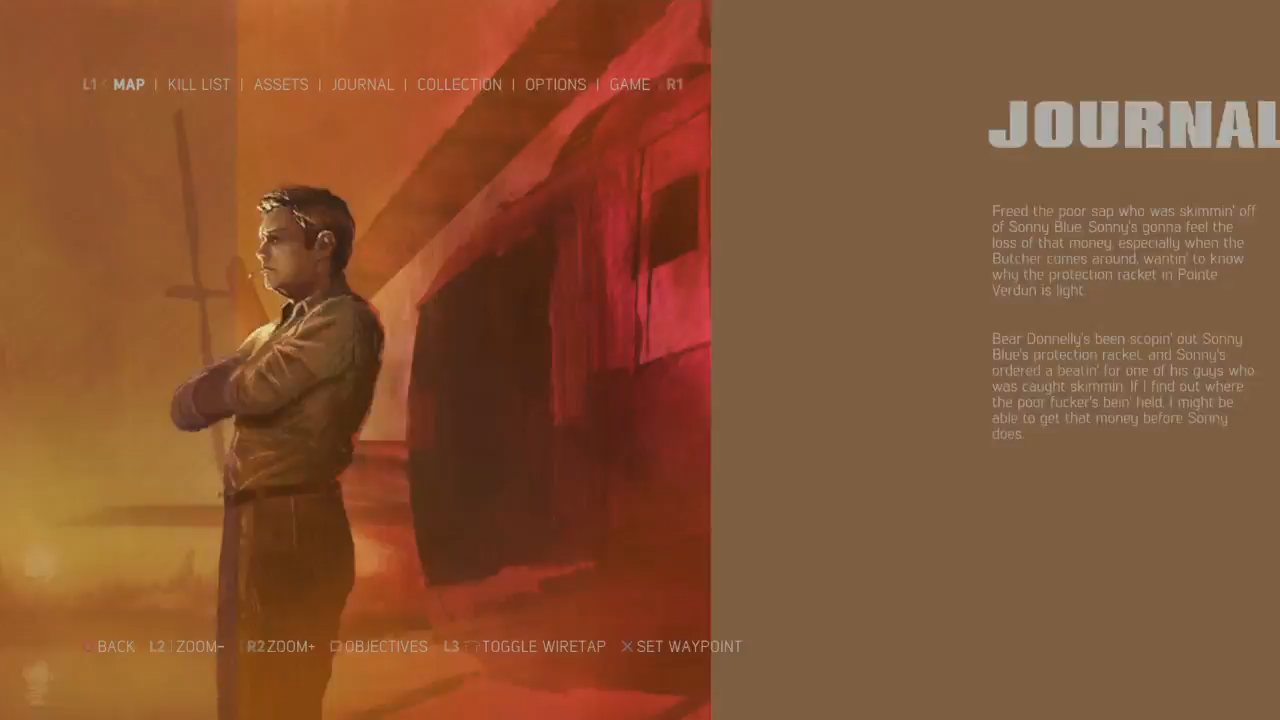 L1 MAP | KILL LIST | ASSETS | JOURNAL | COLLECTION | OPTIONS | GAME R1
JOURNAL
Freed the poor sap who was skimmin' off
of Sonny Blue. Sonny's gonna feel the
loss of that money, especially when the
Butcher comes around, wantin' to know
why the protection racket in Pointe
Verdun is light.
Bear Donnelly's been scopin' out Sonny
Blue's protection racket, and Sonny's
ordered a beatin' for one of his guys who
was caught skimmin. If I find out where
the poor fucker's bein' held, I might be
able to get that money before Sonny
does.
BACK L2 ZOOM- R2 ZOOM+ OBJECTIVES L3 TOGGLE WIRETAP SET WAYPOINT